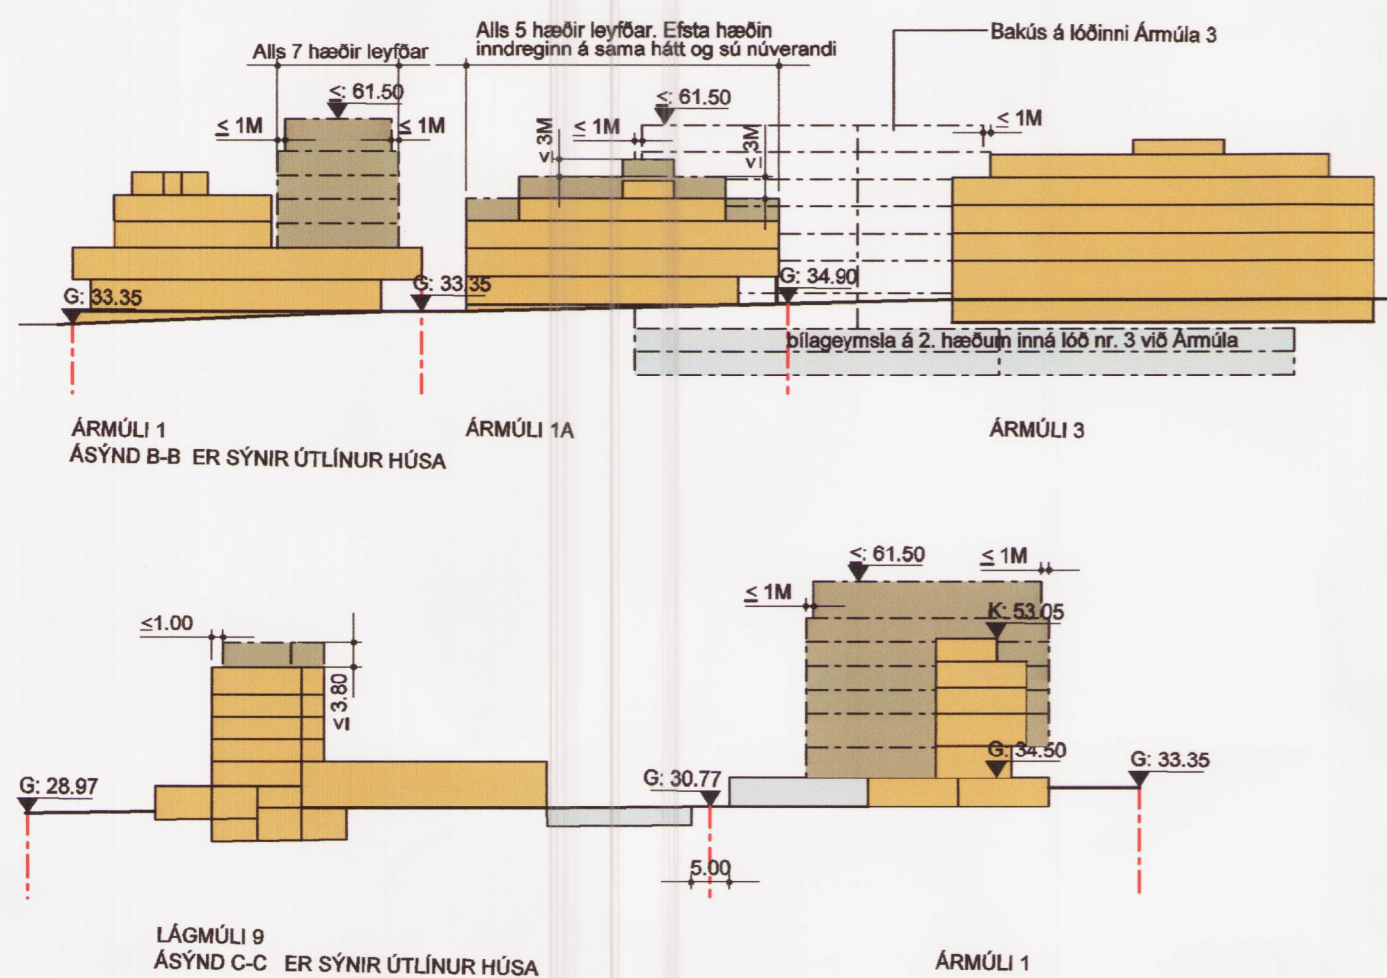 Alls 7 hæðir leyfðar
Alls 5 hæðir leyfðar. Efsta hæðin
inndreginn á sama hátt og sú núverandi
Bakús á lóðinni Ármúla 3
≤: 61.50
≤ 1M
≤ 1M
≤: 61.50
≤ 1M
≤ 3M
≤ 3M
≤ 1M
G: 33.35
G: 33.35
G: 34.90
bílageymsla á 2. hæðum inná lóð nr. 3 við Ármúla
ÁRMÚLI 1
ÁSÝND B-B ER SÝNIR ÚTLÍNUR HÚSA
ÁRMÚLI 1A
ÁRMÚLI 3
≤1.00
≤ 3.80
G: 28.97
G: 30.77
5.00
≤: 61.50
≤ 1M
≤ 1M
K: 53.05
G: 34.50
G: 33.35
LÁGMÚLI 9
ÁSÝND C-C ER SÝNIR ÚTLÍNUR HÚSA
ÁRMÚLI 1